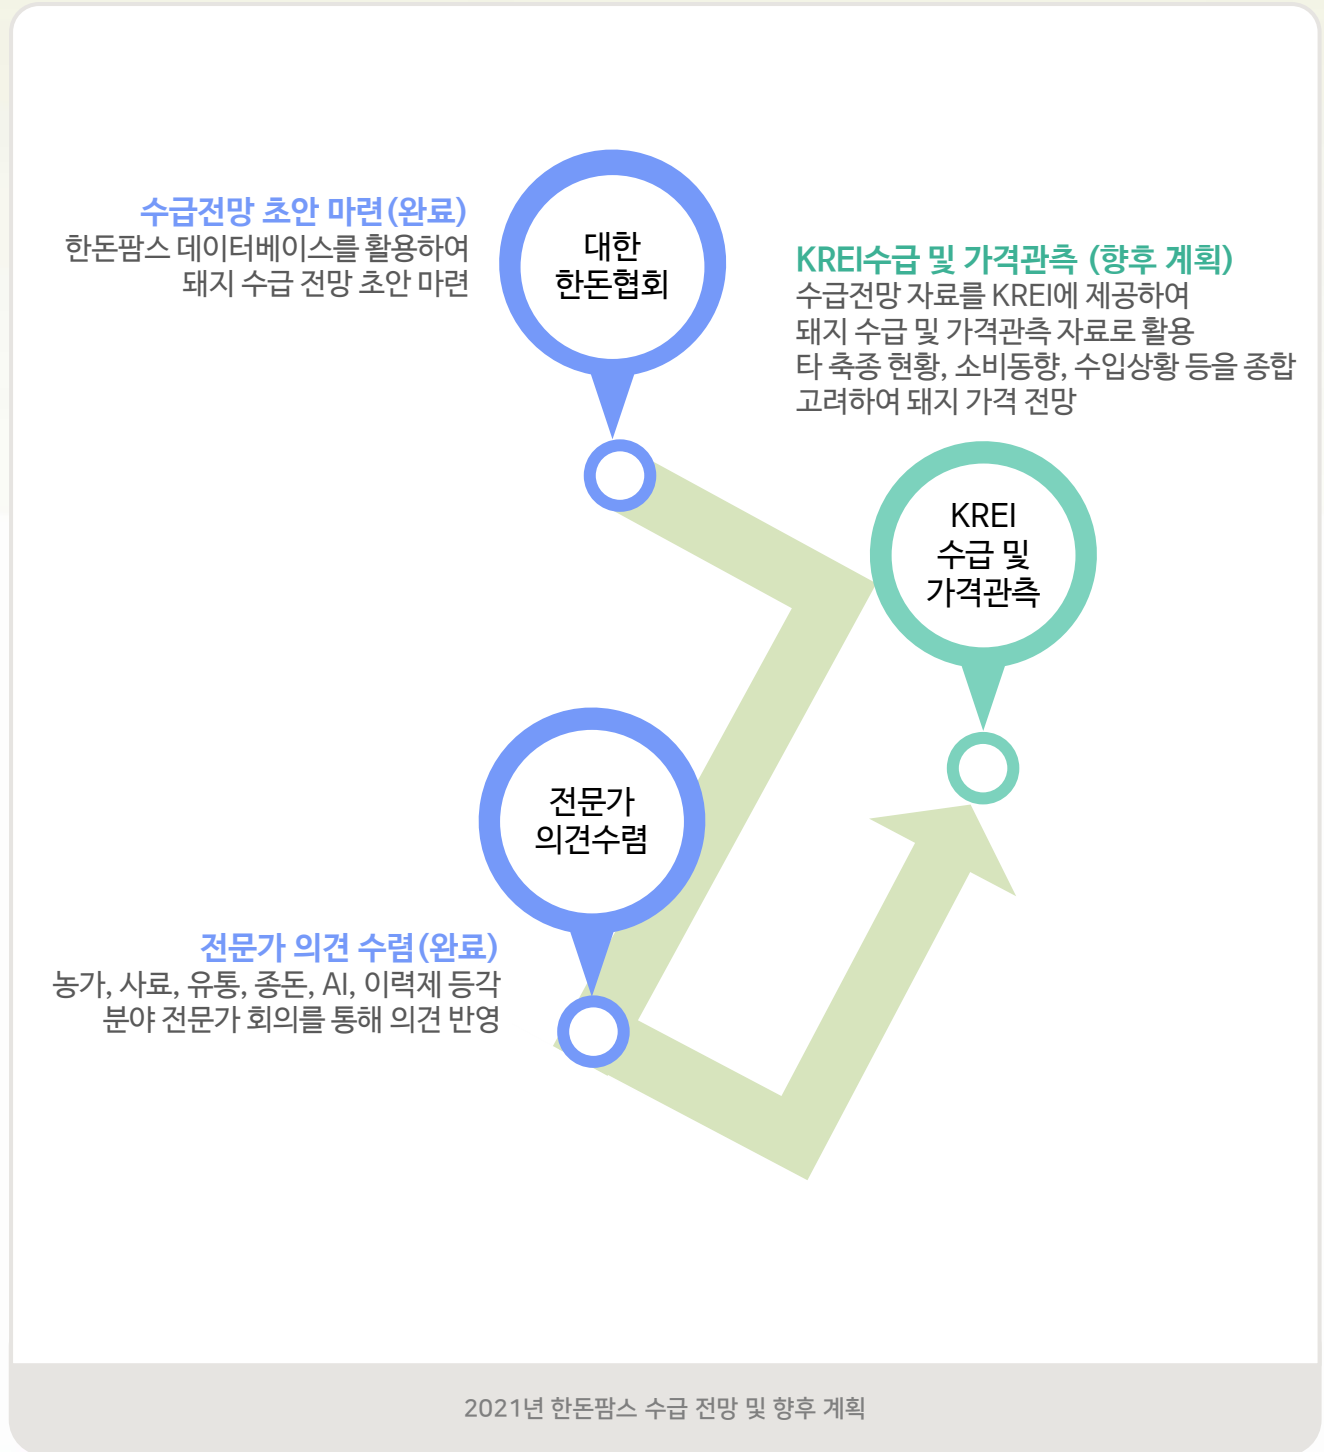 수급전망 초안 마련(완료)
한돈팜스 데이터베이스를 활용하여
돼지 수급 전망 초안 마련
대한
한돈협회
KREI수급 및 가격관측 (향후 계획)
수급전망 자료를 KREI에 제공하여
돼지 수급 및 가격관측 자료로 활용
타 축종 현황, 소비동향, 수입상황 등을 종합
고려하여 돼지 가격 전망
KREI
수급 및
가격관측
전문가
의견수렴
전문가 의견 수렴(완료)
농가, 사료, 유통, 종돈, AI, 이력제 등각
분야 전문가 회의를 통해 의견 반영
2021년 한돈팜스 수급 전망 및 향후 계획